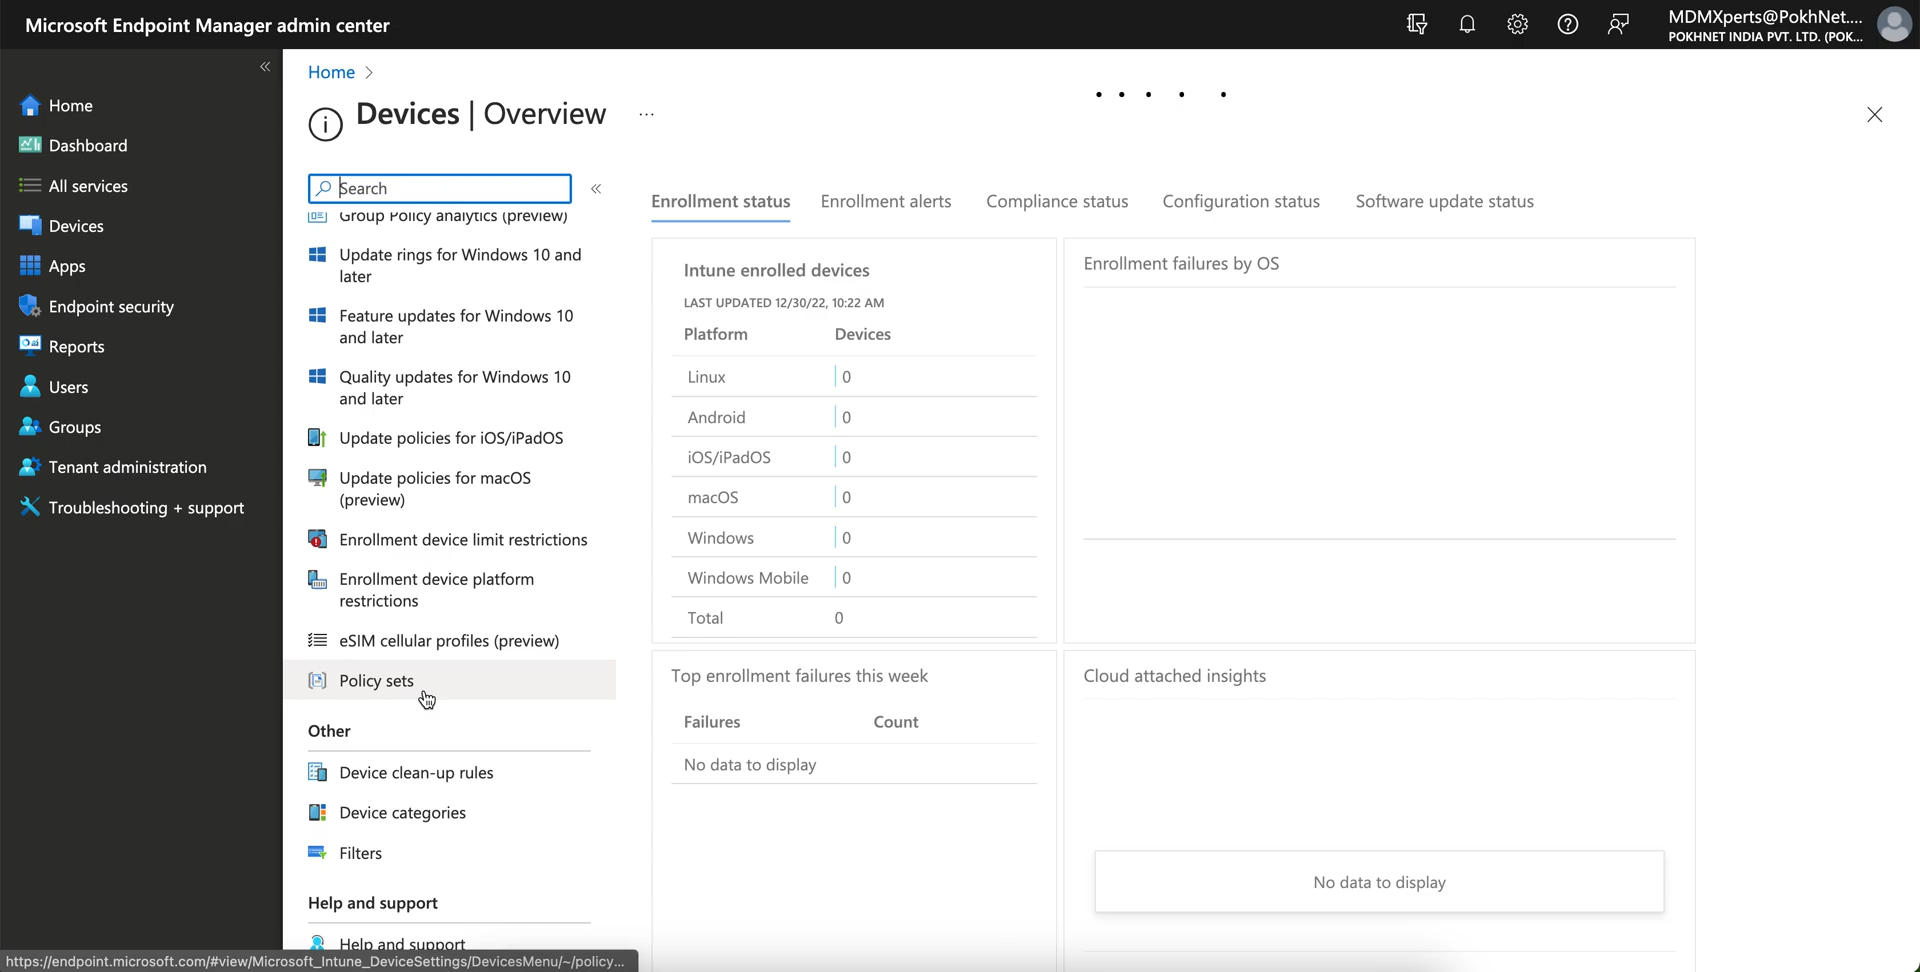 Microsoft Endpoint Manager admin center
MDMXperts@PokhNet....
POKHNET INDIA PVT. LTD. (POK...
Home
Dashboard
All services
Devices
Apps
Endpoint security
Reports
Users
Groups
Tenant administration
Troubleshooting + support
Home >
Devices | Overview ...
Search
Group Policy analytics (preview)
Update rings for Windows 10 and
later
Feature updates for Windows 10
and later
Quality updates for Windows 10
and later
Update policies for iOS/iPadOS
Update policies for macOS
(preview)
Enrollment device limit restrictions
Enrollment device platform
restrictions
eSIM cellular profiles (preview)
Policy sets
Other
Device clean-up rules
Device categories
Filters
Help and support
Help and support
Enrollment status Enrollment alerts Compliance status Configuration status Software update status
Intune enrolled devices
LAST UPDATED 12/30/22, 10:22 AM
Platform Devices
Linux 0
Android 0
iOS/iPadOS 0
macOS 0
Windows 0
Windows Mobile 0
Total 0
Enrollment failures by OS
Top enrollment failures this week
Failures Count
No data to display
Cloud attached insights
No data to display
https://endpoint.microsoft.com/#view/Microsoft_Intune_DeviceSettings/DevicesMenu/~/policy...